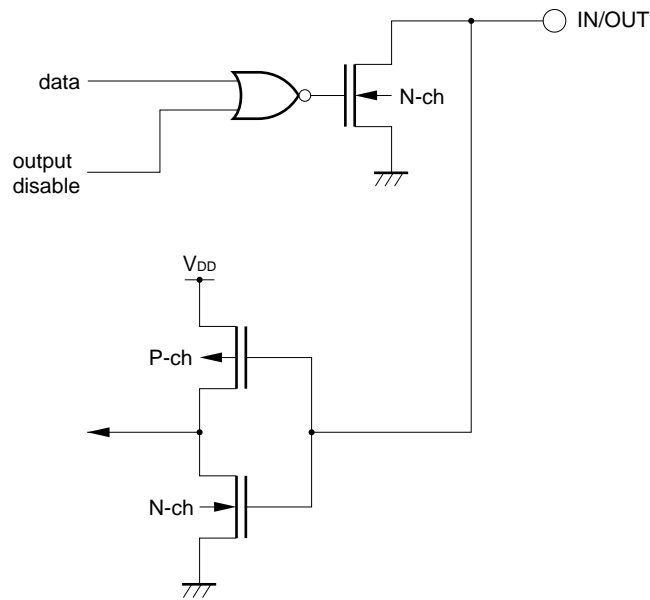 IN/OUT
data
N-ch
output
disable
VDD
P-ch
N-ch